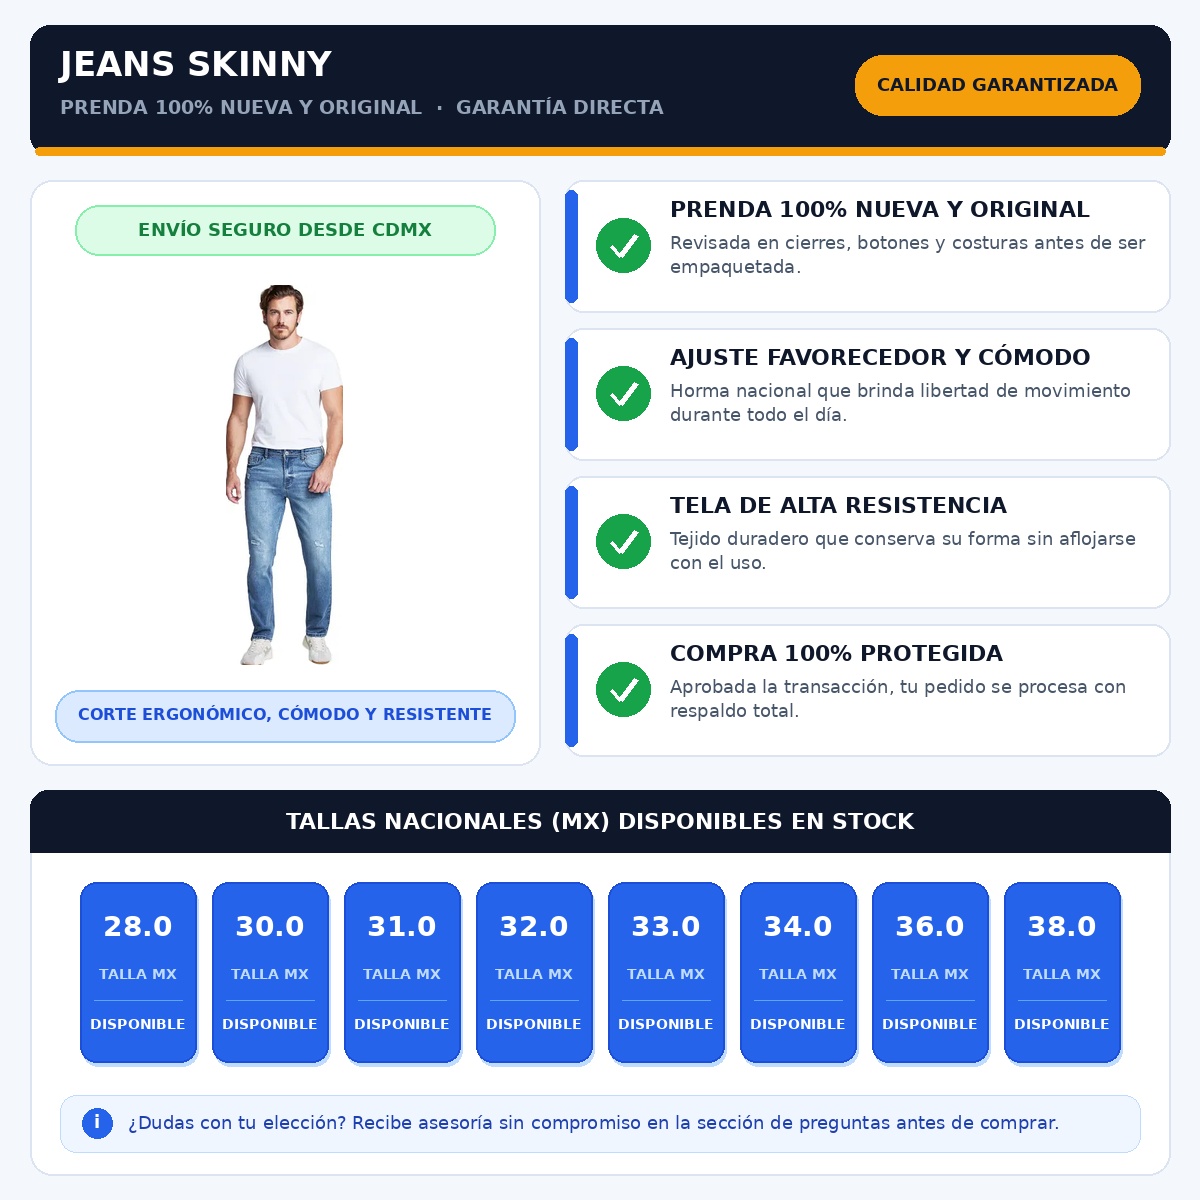 JEANS SKINNY
PRENDA 100% NUEVA Y ORIGINAL · GARANTÍA DIRECTA
CALIDAD GARANTIZADA
ENVÍO SEGURO DESDE CDMX
CORTE ERGONÓMICO, CÓMODO Y RESISTENTE
PRENDA 100% NUEVA Y ORIGINAL
Revisada en cierres, botones y costuras antes de ser
empaquetada.
AJUSTE FAVORECEDOR Y CÓMODO
Horma nacional que brinda libertad de movimiento
durante todo el día.
TELA DE ALTA RESISTENCIA
Tejido duradero que conserva su forma sin aflojarse
con el uso.
COMPRA 100% PROTEGIDA
Aprobada la transacción, tu pedido se procesa con
respaldo total.
TALLAS NACIONALES (MX) DISPONIBLES EN STOCK
28.0
TALLA MX
DISPONIBLE
30.0
TALLA MX
DISPONIBLE
31.0
TALLA MX
DISPONIBLE
32.0
TALLA MX
DISPONIBLE
33.0
TALLA MX
DISPONIBLE
34.0
TALLA MX
DISPONIBLE
36.0
TALLA MX
DISPONIBLE
38.0
TALLA MX
DISPONIBLE
i ¿Dudas con tu elección? Recibe asesoría sin compromiso en la sección de preguntas antes de comprar.